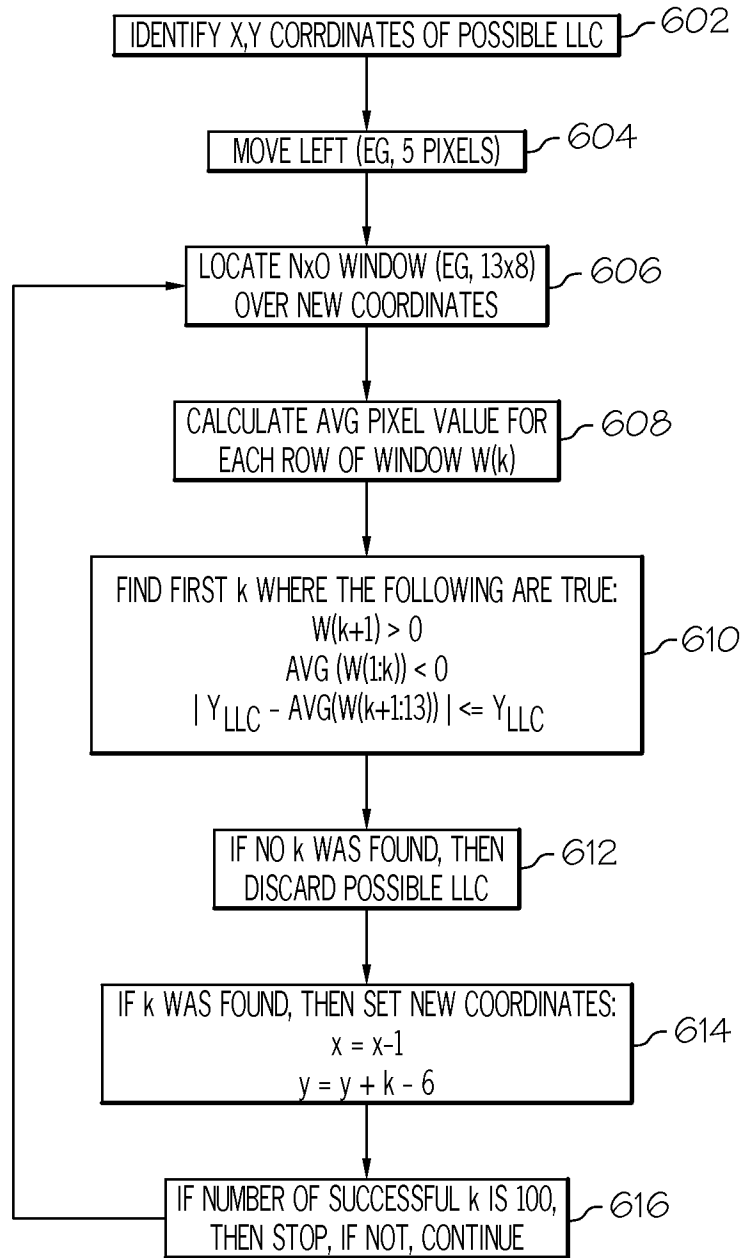 IDENTIFY X,Y CORRDINATES OF POSSIBLE LLC
602
MOVE LEFT (EG, 5 PIXELS)
604
LOCATE NxO WINDOW (EG, 13x8)
OVER NEW COORDINATES
606
CALCULATE AVG PIXEL VALUE FOR
EACH ROW OF WINDOW W(k)
608
FIND FIRST k WHERE THE FOLLOWING ARE TRUE:
W(k+1) > 0
AVG (W(1:k)) < 0
| Y_LLC - AVG(W(k+1:13)) | <= Y_LLC
610
IF NO k WAS FOUND, THEN
DISCARD POSSIBLE LLC
612
IF k WAS FOUND, THEN SET NEW COORDINATES:
x = x-1
y = y + k - 6
614
IF NUMBER OF SUCCESSFUL k IS 100,
THEN STOP, IF NOT, CONTINUE
616